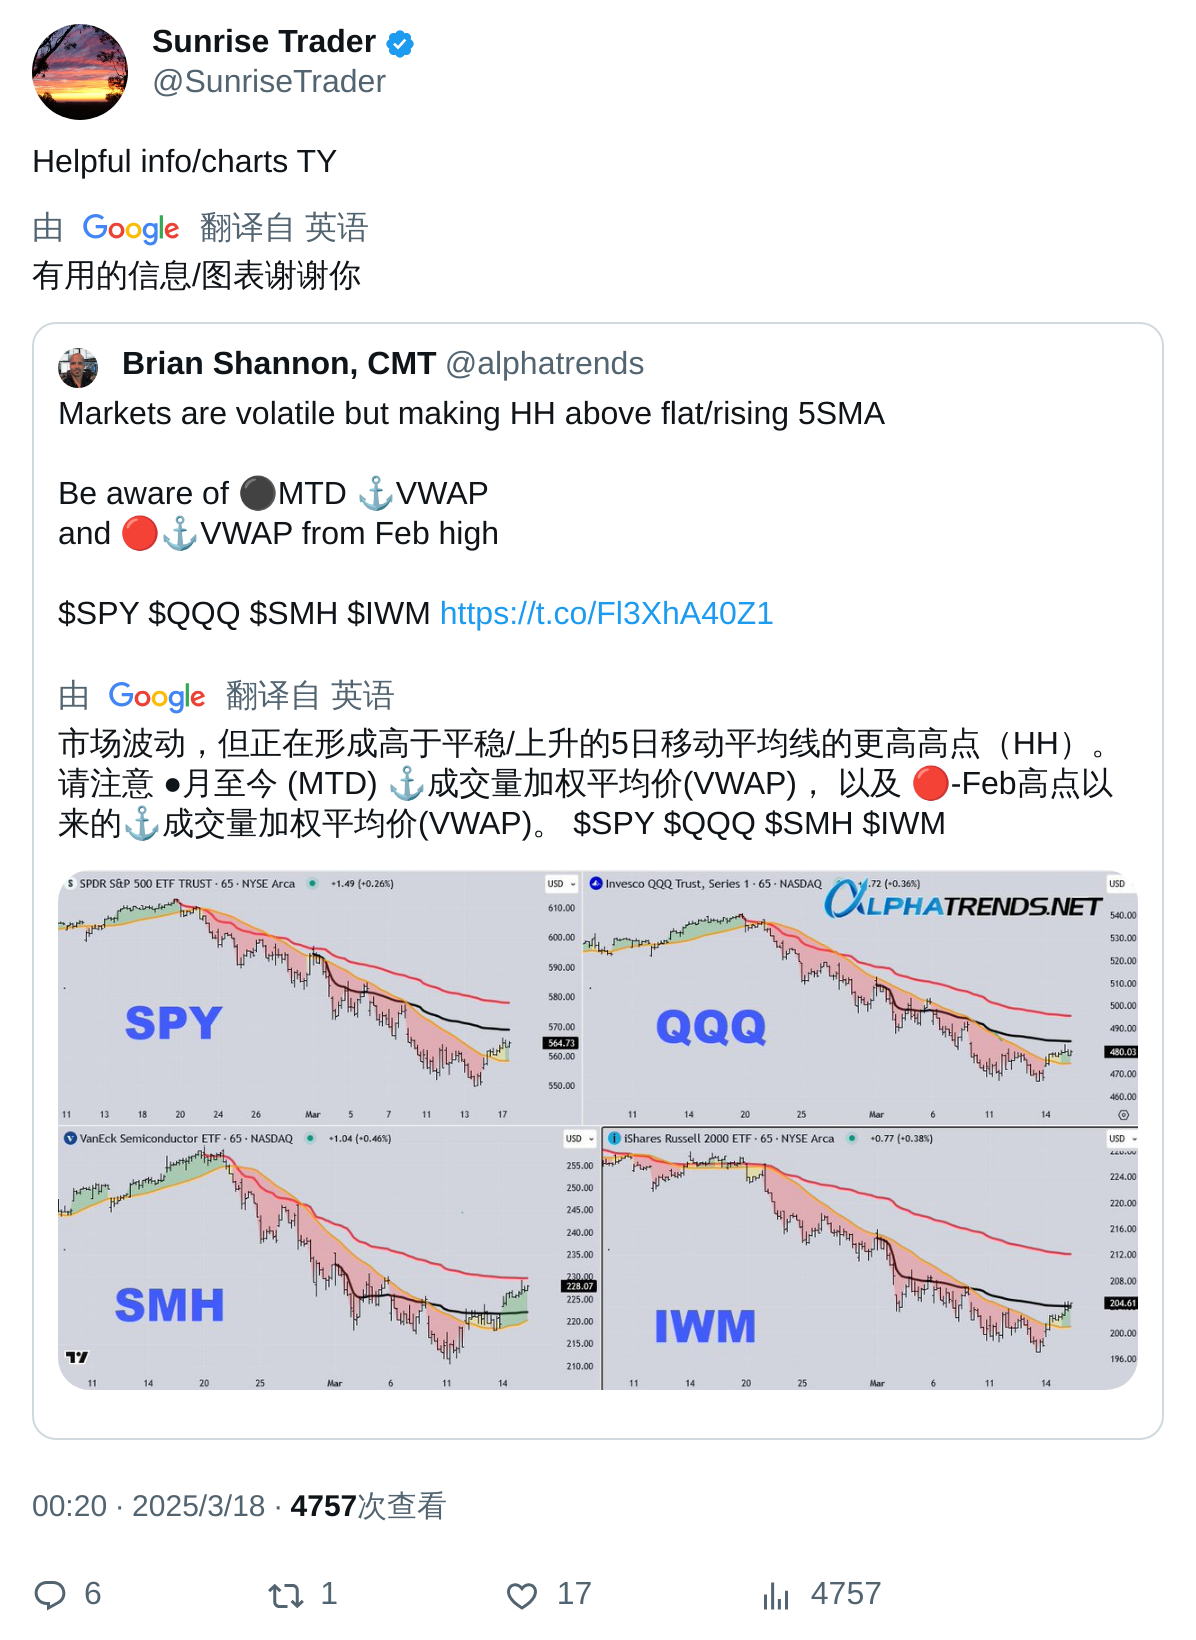 Sunrise Trader
@SunriseTrader
Helpful info/charts TY
由 Google 翻译自 英语
有用的信息/图表谢谢你
Brian Shannon, CMT @alphatrends
Markets are volatile but making HH above flat/rising 5SMA
Be aware of ⚫MTD ⚓VWAP
and 🔴⚓VWAP from Feb high
$SPY $QQQ $SMH $IWM https://t.co/Fl3XhA40Z1
由 Google 翻译自 英语
市场波动，但正在形成高于平稳/上升的5日移动平均线的更高高点（HH）。
请注意 ●月至今 (MTD) ⚓成交量加权平均价(VWAP)， 以及 🔴-Feb高点以
来的⚓成交量加权平均价(VWAP)。 $SPY $QQQ $SMH $IWM
SPDR S&P 500 ETF TRUST · 65 · NYSE Arca +1.49 (+0.26%) USD
610.00
600.00
590.00
580.00
570.00
564.73
560.00
550.00
SPY
11 13 18 20 24 26 Mar 5 7 11 13 17
Invesco QQQ Trust, Series 1 · 65 · NASDAQ .72 (+0.36%) USD
ALPHATRENDS.NET
540.00
530.00
520.00
510.00
500.00
490.00
480.03
470.00
460.00
QQQ
11 14 20 25 Mar 6 11 14
VanEck Semiconductor ETF · 65 · NASDAQ +1.04 (+0.46%) USD
255.00
250.00
245.00
240.00
235.00
230.00
228.07
225.00
220.00
215.00
210.00
SMH
11 14 20 25 Mar 6 11 14
iShares Russell 2000 ETF · 65 · NYSE Arca +0.77 (+0.38%) USD
224.00
220.00
216.00
212.00
208.00
204.61
200.00
196.00
IWM
11 14 20 25 Mar 6 11 14
00:20 · 2025/3/18 · 4757次查看
6 1 17 4757